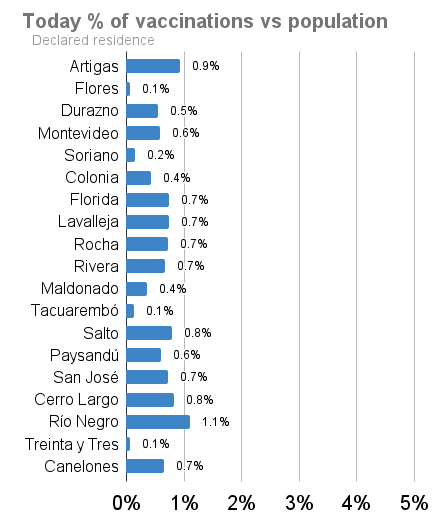 Today % of vaccinations vs population
Declared residence
Artigas 0.9%
Flores 0.1%
Durazno 0.5%
Montevideo 0.6%
Soriano 0.2%
Colonia 0.4%
Florida 0.7%
Lavalleja 0.7%
Rocha 0.7%
Rivera 0.7%
Maldonado 0.4%
Tacuarembó 0.1%
Salto 0.8%
Paysandú 0.6%
San José 0.7%
Cerro Largo 0.8%
Río Negro 1.1%
Treinta y Tres 0.1%
Canelones 0.7%
0% 1% 2% 3% 4% 5%